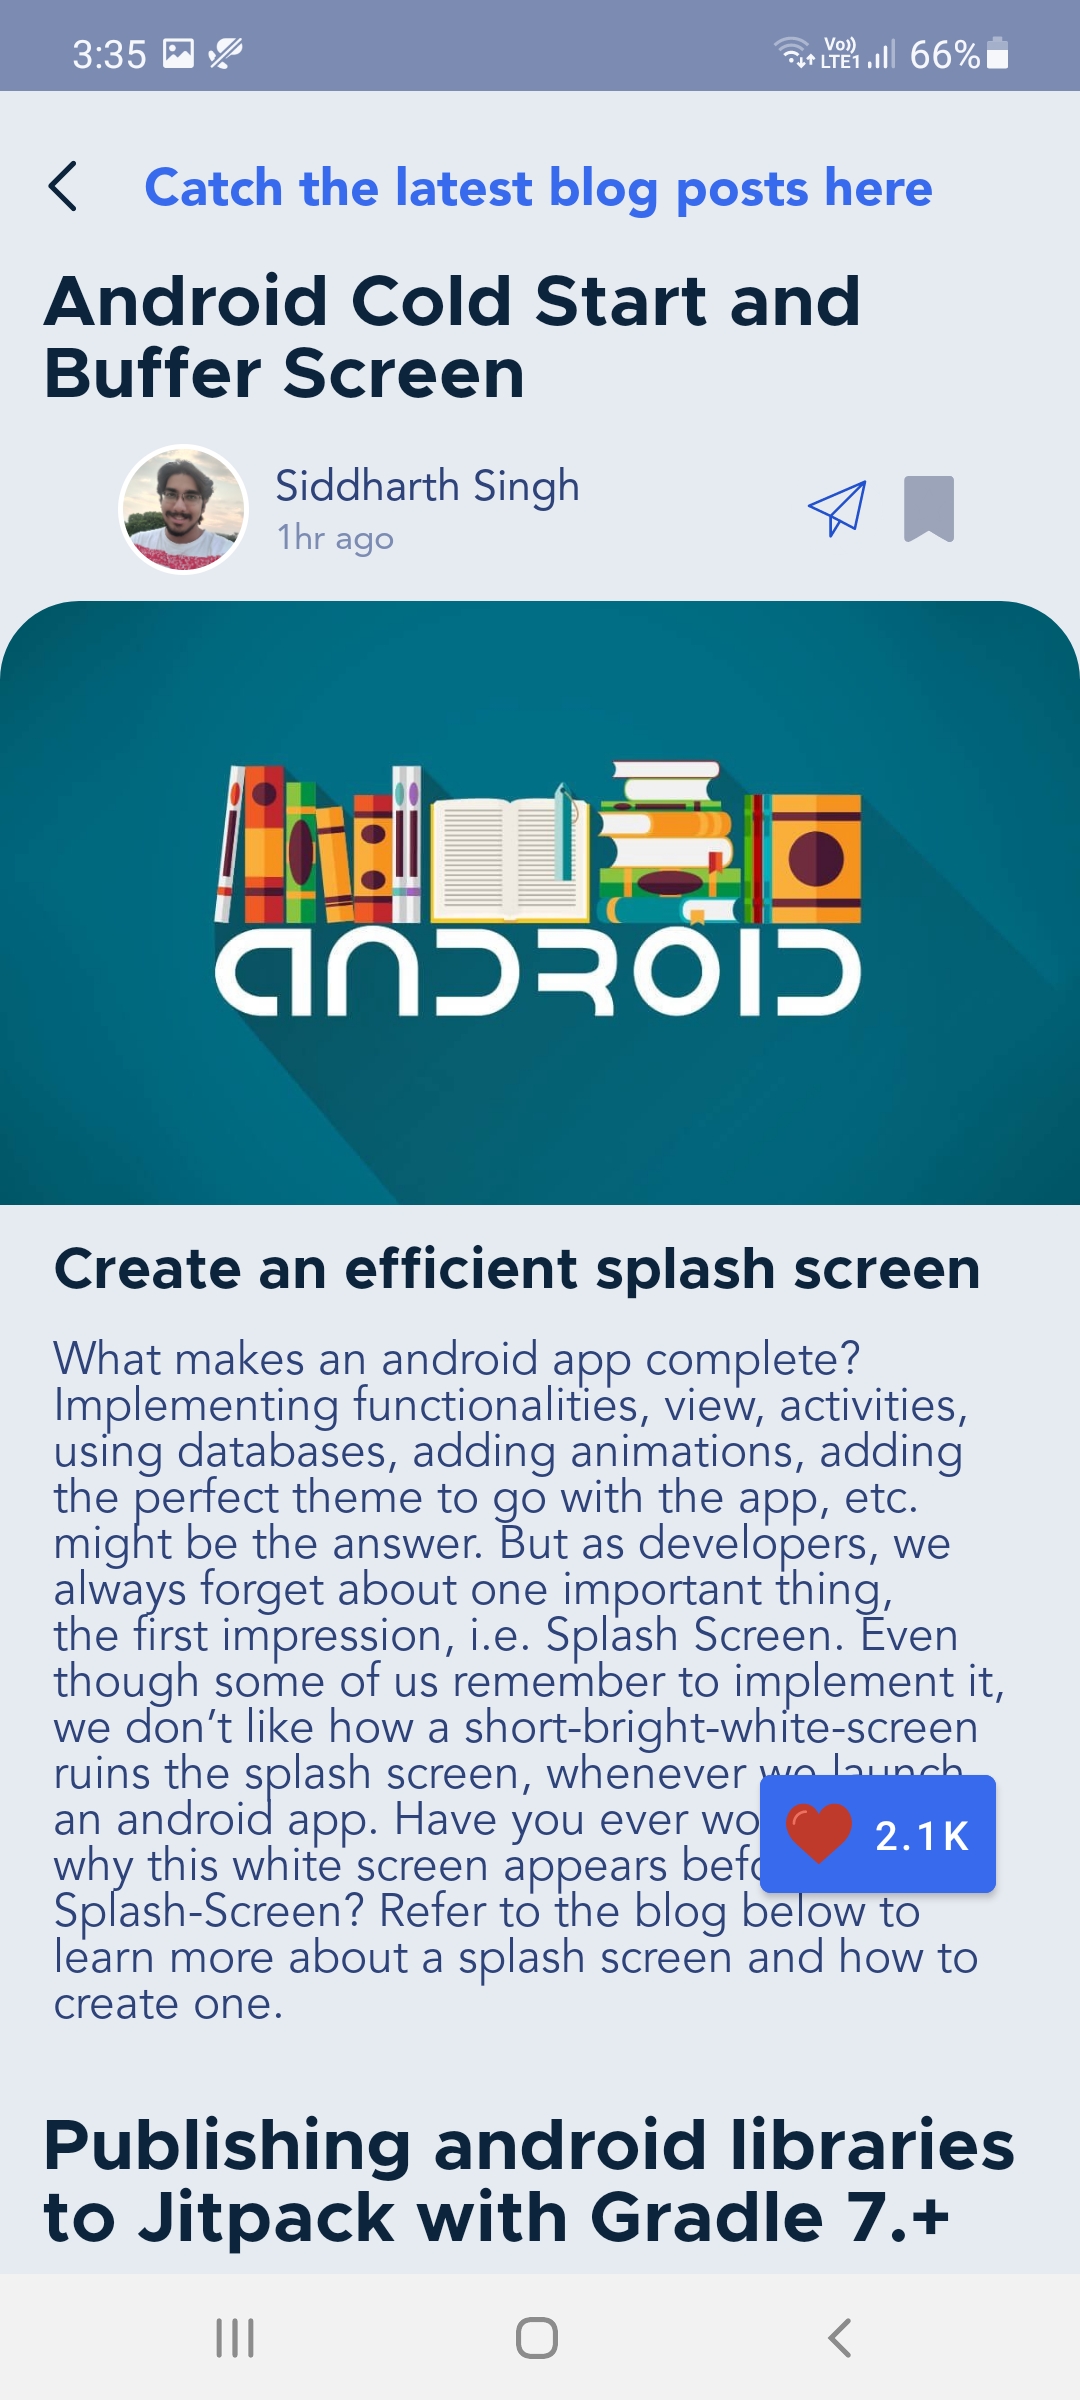 3:35
Vo))
LTE1
66%
Catch the latest blog posts here
Android Cold Start and
Buffer Screen
Siddharth Singh
1hr ago
ANDROID
Create an efficient splash screen
What makes an android app complete?
Implementing functionalities, view, activities,
using databases, adding animations, adding
the perfect theme to go with the app, etc.
might be the answer. But as developers, we
always forget about one important thing,
the first impression, i.e. Splash Screen. Even
though some of us remember to implement it,
we don’t like how a short-bright-white-screen
ruins the splash screen, whenever we launch
an android app. Have you ever
why this white screen appears
Splash-Screen? Refer to the blog below to
learn more about a splash screen and how to
create one.
2.1K
Publishing android libraries
to Jitpack with Gradle 7.+